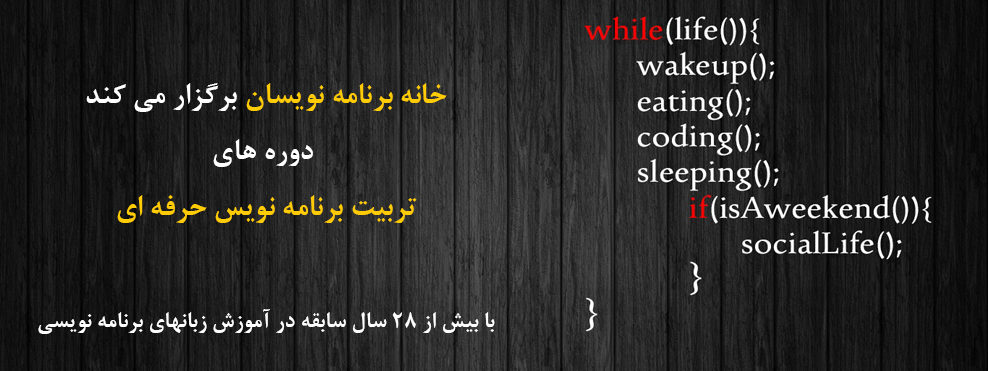 خانه برنامه نویسان برگزار می کند
دوره های
تربیت برنامه نویس حرفه ای
با بیش از ۲۸ سال سابقه در آموزش زبانهای برنامه نویسی
while(life()){
wakeup();
eating();
coding();
sleeping();
if(isAweekend()){
socialLife();
}
}